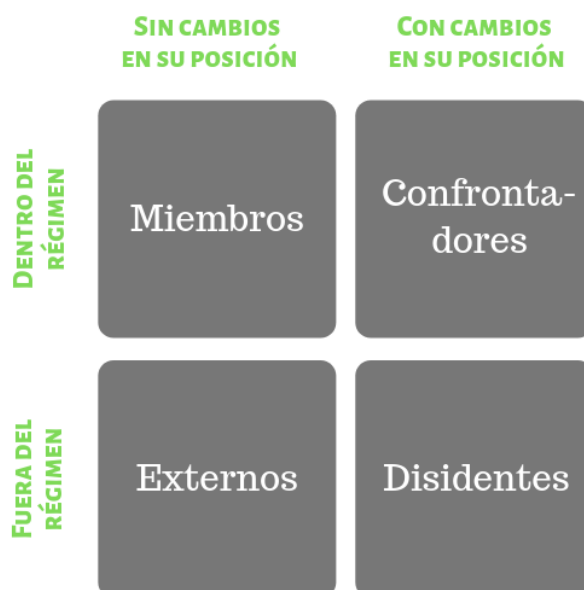 SIN CAMBIOS
EN SU POSICIÓN
CON CAMBIOS
EN SU POSICIÓN
DENTRO DEL
RÉGIMEN
Miembros
Confronta-
dores
FUERA DEL
RÉGIMEN
Externos
Disidentes